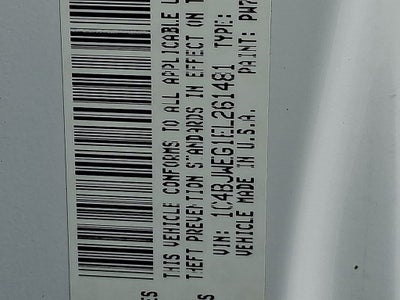 THIS VEHICLE CONFORMS TO ALL APPLICABLE
THEFT PREVENTION STANDARDS IN EFFECT ON
VIN: 1C4BJWEG1EL261481 TYPE:
VEHICLE MADE IN U.S.A. PAINT: PW7